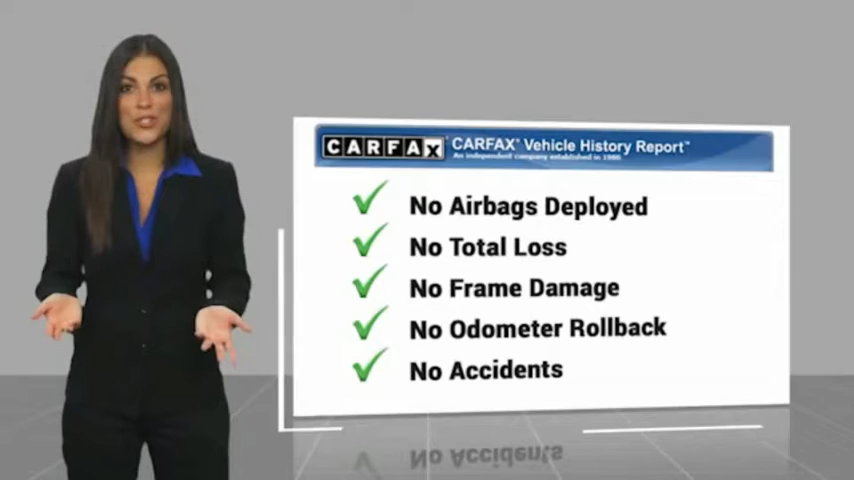 CARFAX CARFAX® Vehicle History Report™
An independent company established in 1986
No Airbags Deployed
No Total Loss
No Frame Damage
No Odometer Rollback
No Accidents
No Accidents